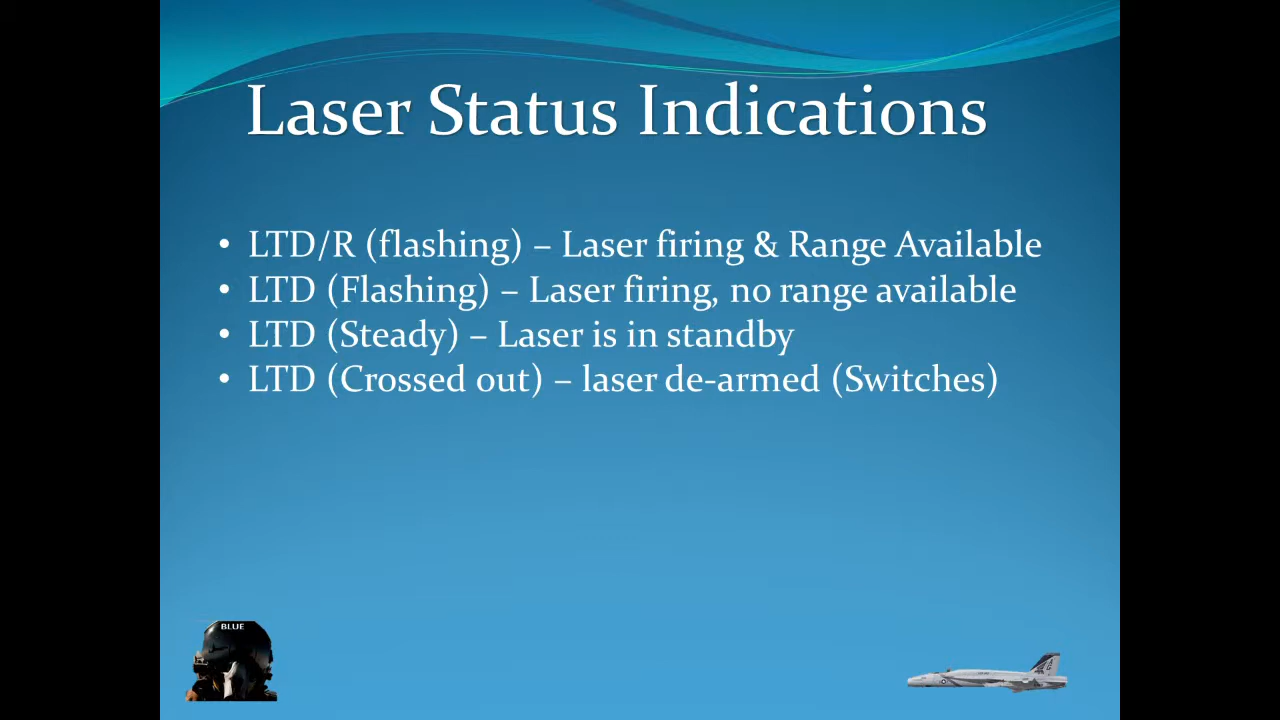 Laser Status Indications
• LTD/R (flashing) – Laser firing & Range Available
• LTD (Flashing) – Laser firing, no range available
• LTD (Steady) – Laser is in standby
• LTD (Crossed out) – laser de-armed (Switches)
BLUE